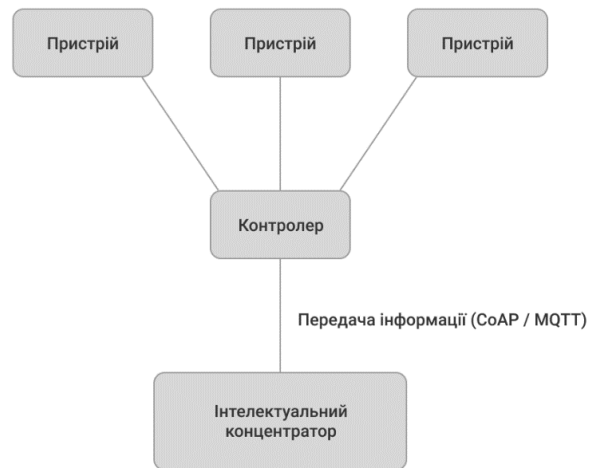 Пристрій
Пристрій
Пристрій
Контролер
Передача інформації (CoAP / MQTT)
Інтелектуальний
концентратор